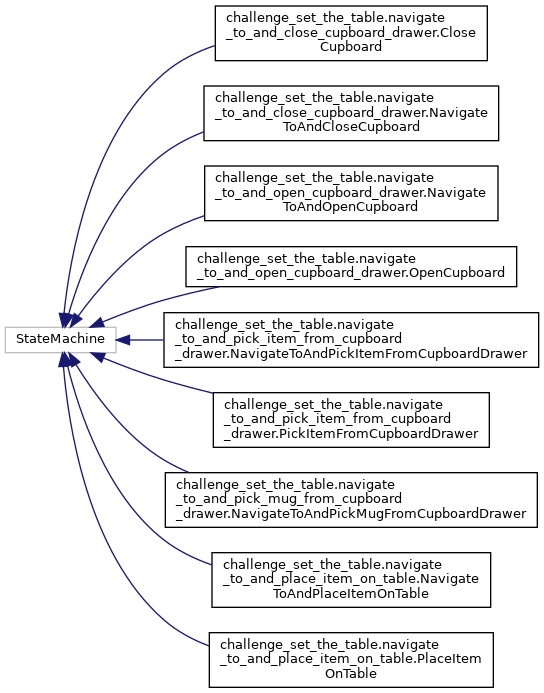 challenge_set_the_table.navigate
_to_and_close_cupboard_drawer.Close
Cupboard
challenge_set_the_table.navigate
_to_and_close_cupboard_drawer.Navigate
ToAndCloseCupboard
challenge_set_the_table.navigate
_to_and_open_cupboard_drawer.Navigate
ToAndOpenCupboard
challenge_set_the_table.navigate
_to_and_open_cupboard_drawer.OpenCupboard
StateMachine
challenge_set_the_table.navigate
_to_and_pick_item_from_cupboard
_drawer.NavigateToAndPickItemFromCupboardDrawer
challenge_set_the_table.navigate
_to_and_pick_item_from_cupboard
_drawer.PickItemFromCupboardDrawer
challenge_set_the_table.navigate
_to_and_pick_mug_from_cupboard
_drawer.NavigateToAndPickMugFromCupboardDrawer
challenge_set_the_table.navigate
_to_and_place_item_on_table.Navigate
ToAndPlaceItemOnTable
challenge_set_the_table.navigate
_to_and_place_item_on_table.PlaceItem
OnTable